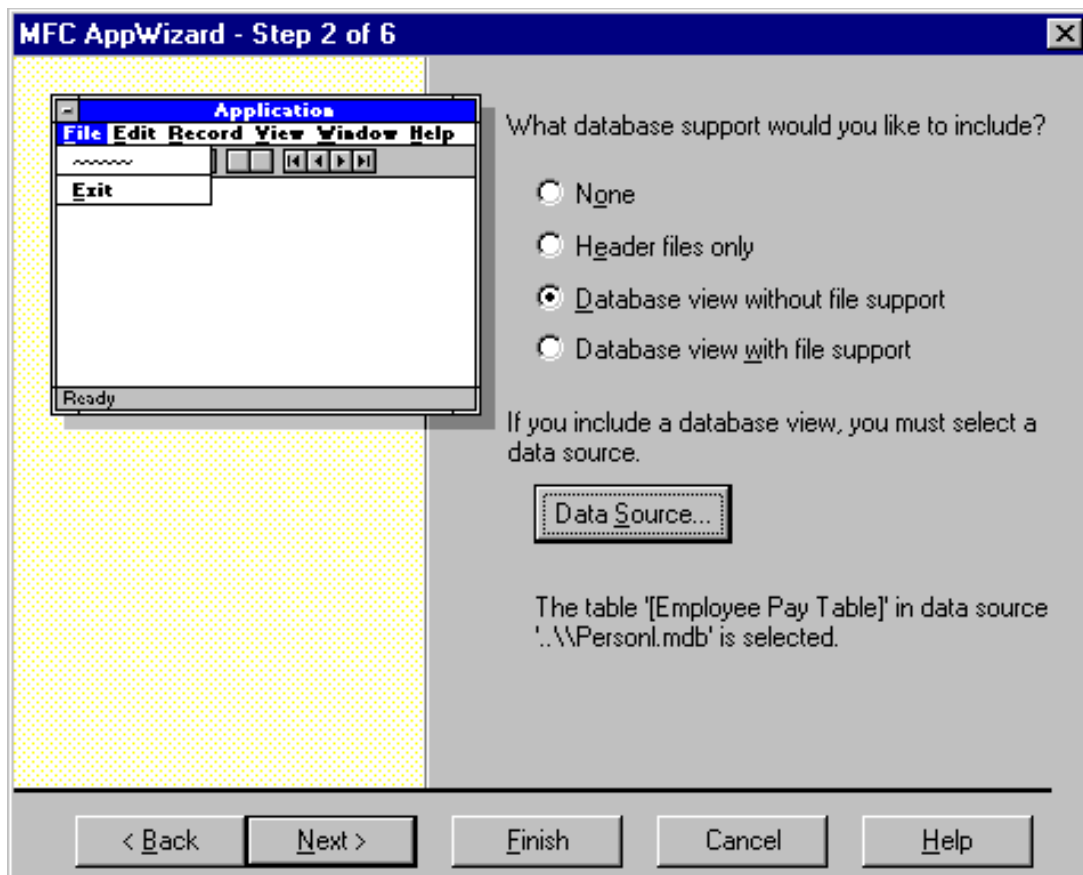 MFC AppWizard - Step 2 of 6
Application
File Edit Record View Window Help
Exit
Ready
What database support would you like to include?
None
Header files only
Database view without file support
Database view with file support
If you include a database view, you must select a
data source.
Data Source...
The table '[Employee Pay Table]' in data source
'..\\Personl.mdb' is selected.
< Back Next > Finish Cancel Help